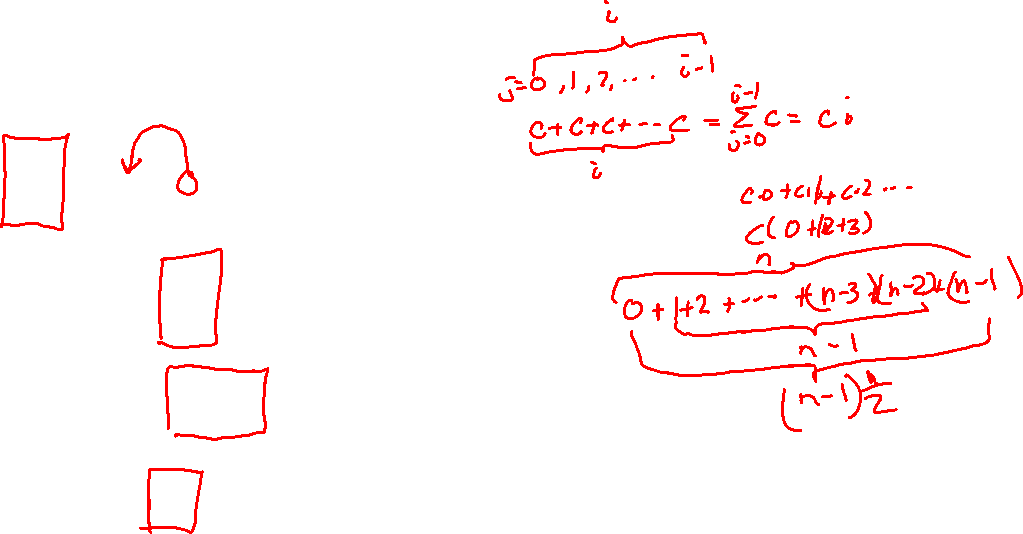 i
j=0, 1, 2, ... i-1
c+c+c+...c = Σ c = c i
i-1
j=0
i
c.0+c.1+c.2 ...
c(0+1+2+3)
n
0+1+2+...+(n-3)+(n-2)+(n-1)
n-1
(n-1)n/2